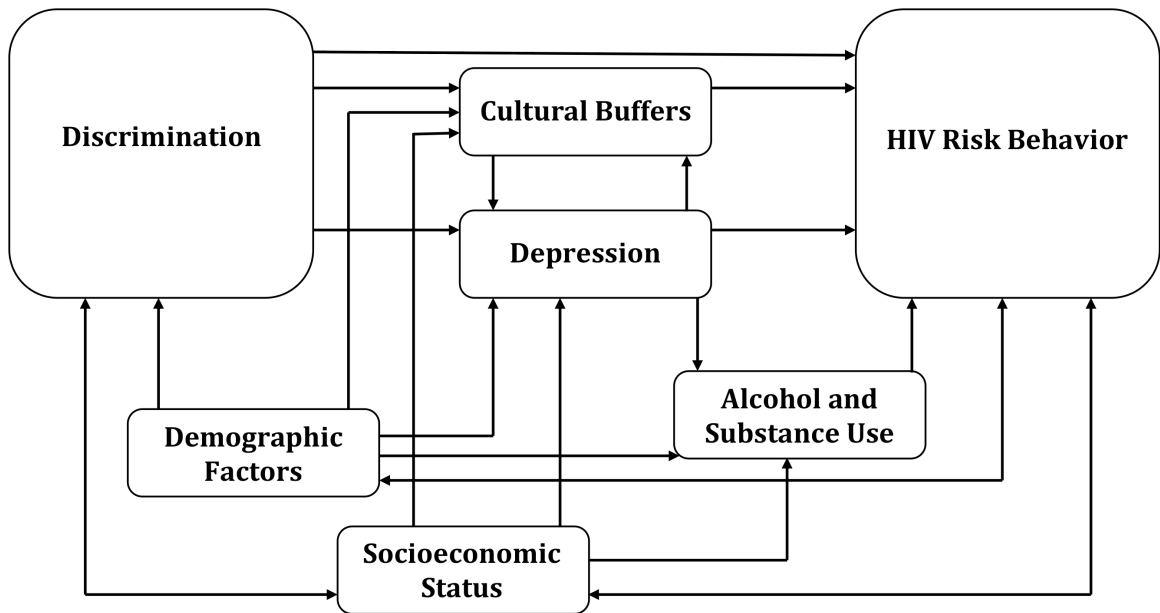 Discrimination
Cultural Buffers
HIV Risk Behavior
Depression
Alcohol and
Substance Use
Demographic
Factors
Socioeconomic
Status